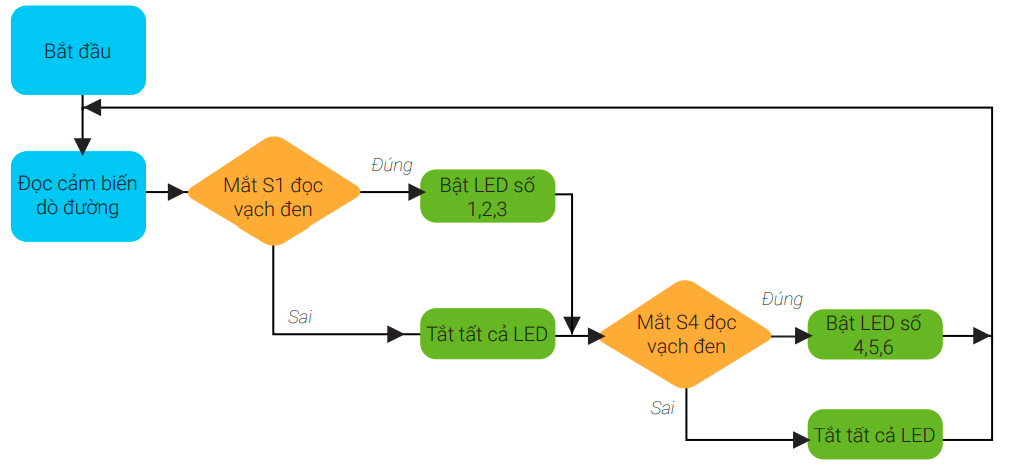 Bắt đầu
Đọc cảm biến
dò đường
Mắt S1 đọc
vạch đen
Đúng
Bật LED số
1,2,3
Sai
Tắt tất cả LED
Mắt S4 đọc
vạch đen
Đúng
Bật LED số
4,5,6
Sai
Tắt tất cả LED